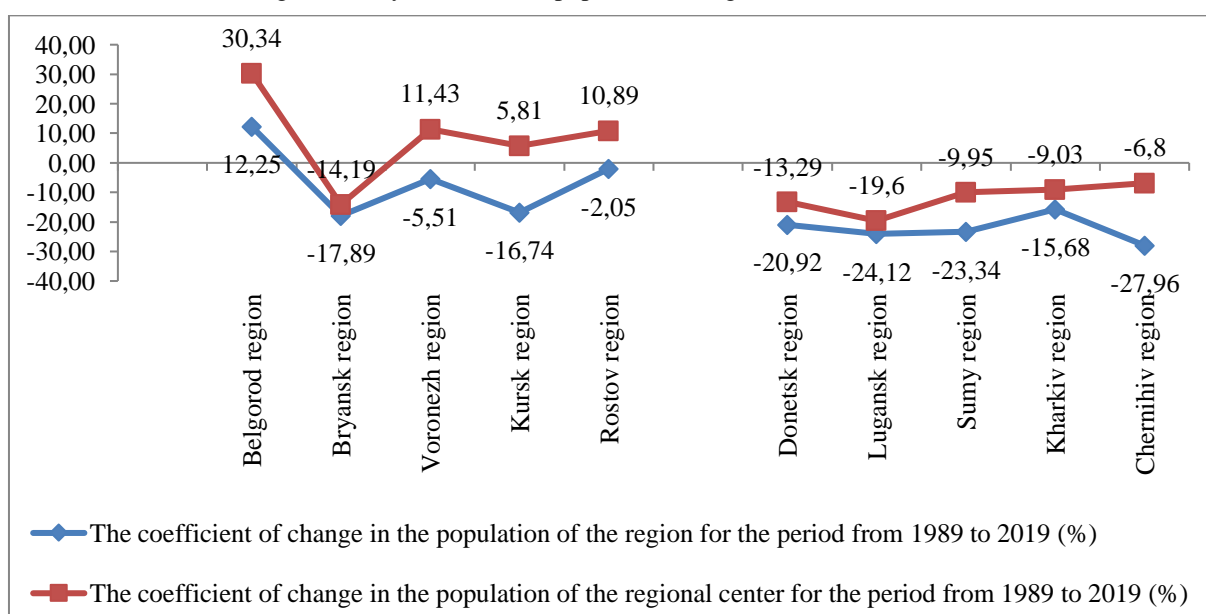 40,00
30,00
20,00
10,00
0,00
-10,00
-20,00
-30,00
-40,00
30,34
11,43
5,81
10,89
12,25
-14,19
-13,29
-19,6
-9,95
-9,03
-6,8
-17,89
-5,51
-16,74
-2,05
-20,92
-24,12
-23,34
-15,68
-27,96
Belgorod region
Bryansk region
Voronezh region
Kursk region
Rostov region
Donetsk region
Lugansk region
Sumy region
Kharkiv region
Chernihiv region
The coefficient of change in the population of the region for the period from 1989 to 2019 (%)
The coefficient of change in the population of the regional center for the period from 1989 to 2019 (%)